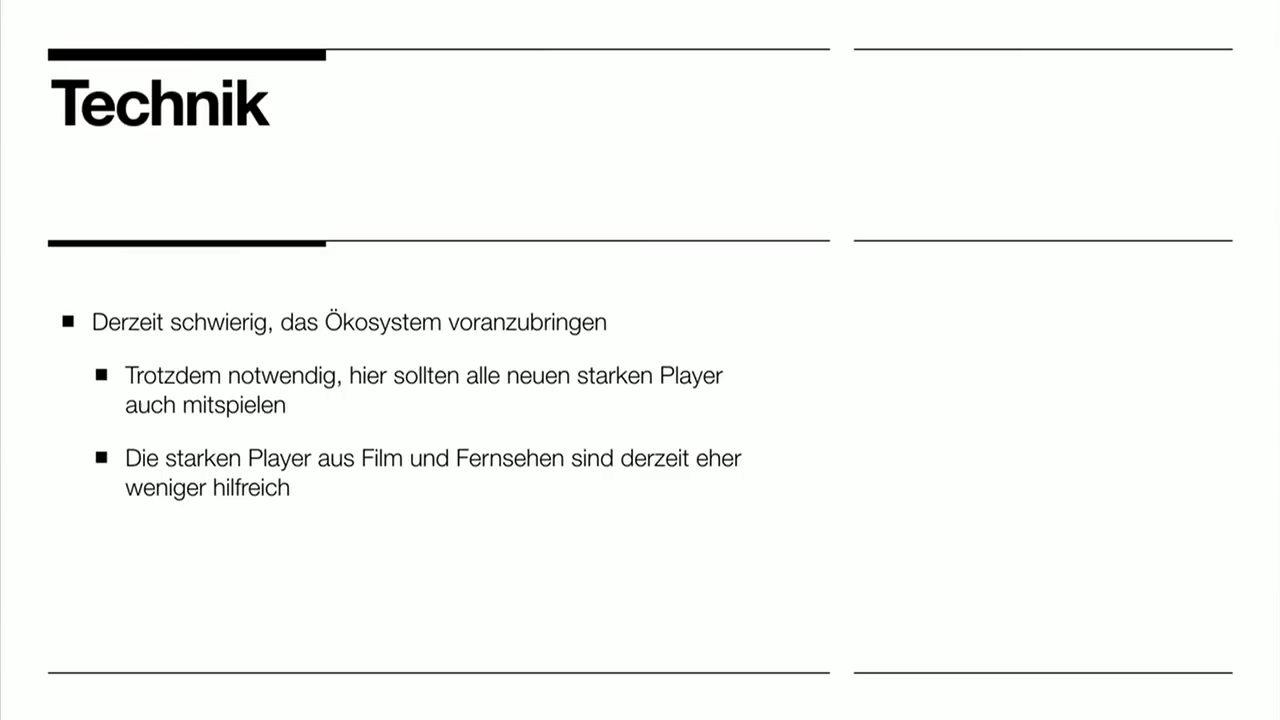 Technik
Derzeit schwierig, das Ökosystem voranzubringen
Trotzdem notwendig, hier sollten alle neuen starken Player
auch mitspielen
Die starken Player aus Film und Fernsehen sind derzeit eher
weniger hilfreich